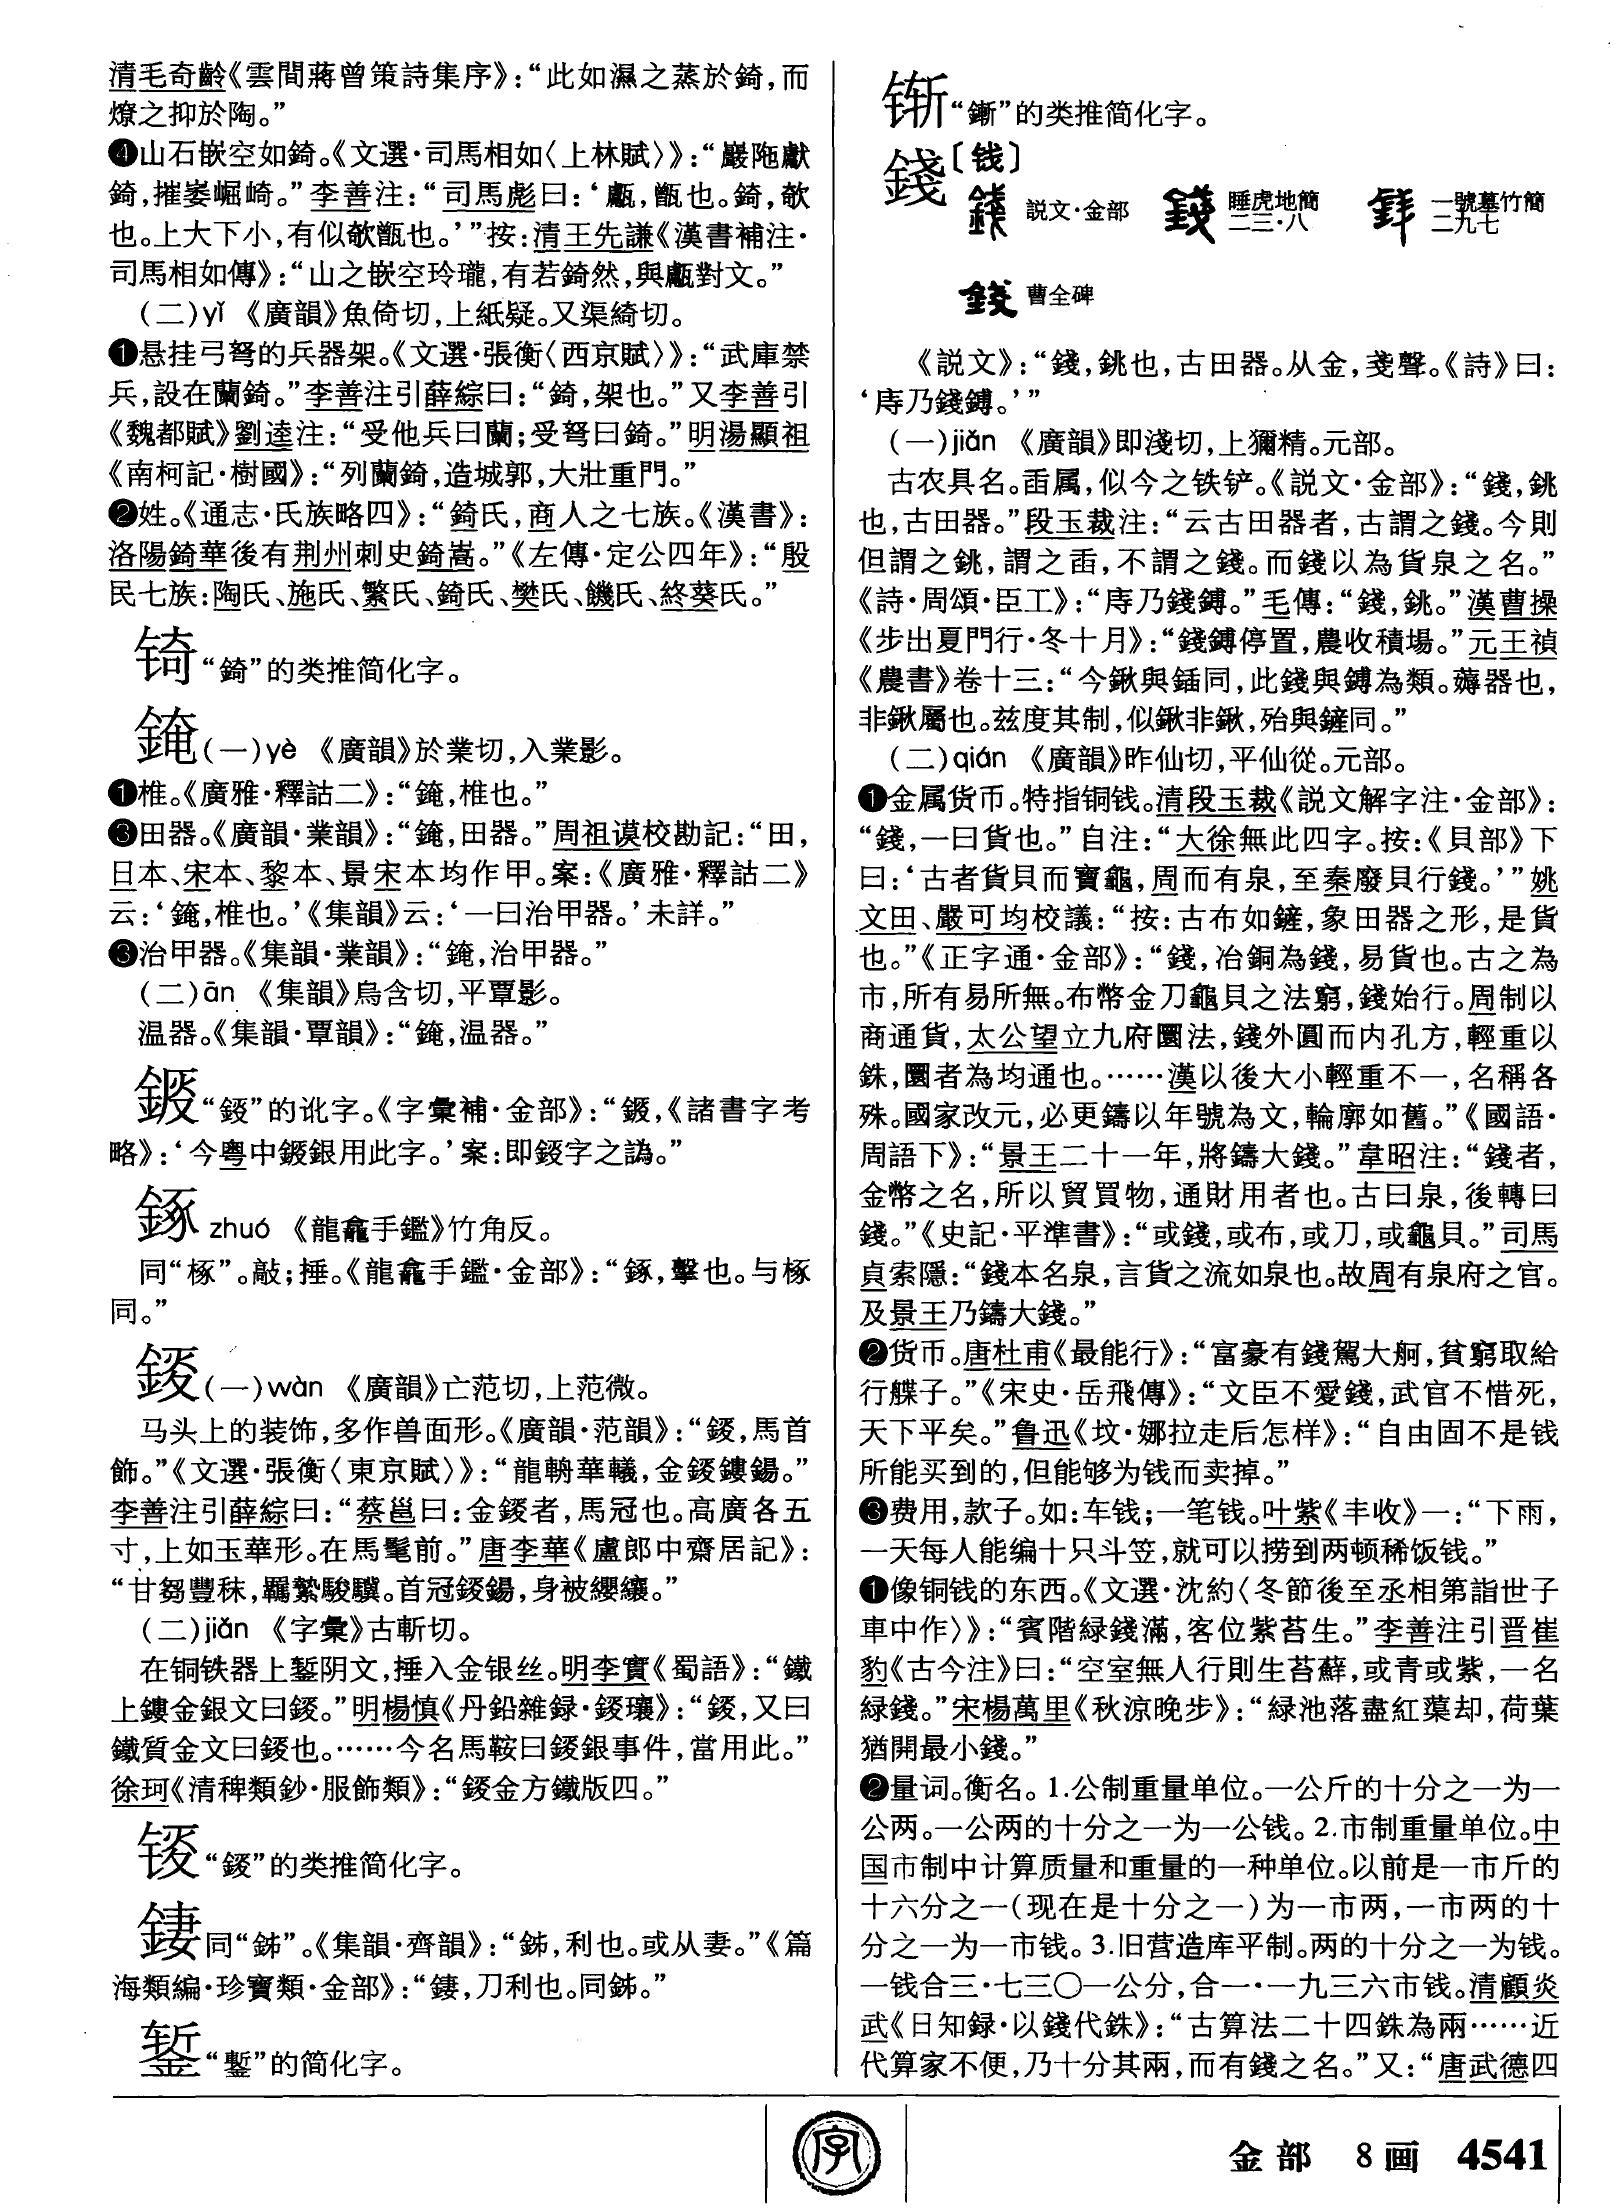 清毛奇齡《雲間蔣曾策詩集序》：“此如濕之蒸於錡，而
燎之抑於陶。”
❹山石嵌空如錡。《文選·司馬相如〈上林賦〉》：“巖陁甗
錡，摧崣崛崎。”李善注：“司馬彪曰：‘甗，甑也。錡，欹
也。上大下小，有似欹甑也。’”按：清王先謙《漢書補注·
司馬相如傳》：“山之嵌空玲瓏，有若錡然，與甗對文。”
（二）yǐ 《廣韻》魚倚切，上紙疑。又渠綺切。
❶悬挂弓弩的兵器架。《文選·張衡〈西京賦〉》：“武庫禁
兵，設在蘭錡。”李善注引薛綜曰：“錡，架也。”又李善引
《魏都賦》劉逵注：“受他兵曰蘭；受弩曰錡。”明湯顯祖
《南柯記·樹國》：“列蘭錡，造城郭，大壯重門。”
❷姓。《通志·氏族略四》：“錡氏，商人之七族。《漢書》：
洛陽錡華後有荆州刺史錡嵩。”《左傳·定公四年》：“殷
民七族：陶氏、施氏、繁氏、錡氏、樊氏、饑氏、終葵氏。”
锜“錡”的类推简化字。
䤶（一）yè 《廣韻》於業切，入業影。
❶椎。《廣雅·釋詁二》：“䤶，椎也。”
❸田器。《廣韻·業韻》：“䤶，田器。”周祖谟校勘記：“田，
日本、宋本、黎本、景宋本均作甲。案：《廣雅·釋詁二》
云：‘䤶，椎也。’《集韻》云：‘一曰治甲器。’未詳。”
❸治甲器。《集韻·業韻》：“䤶，治甲器。”
（二）ān 《集韻》烏含切，平覃影。
温器。《集韻·覃韻》：“䤶，温器。”
“錽”的讹字。《字彙補·金部》：“，《諸書字考
略》：‘今粤中銀用此字。’案：即錽字之譌。”
鋷 zhuó 《龍龕手鑑》竹角反。
同“椓”。敲；捶。《龍龕手鑑·金部》：“，擊也。与椓
同。”
錽（一）wàn 《廣韻》亡范切，上范微。
马头上的装饰，多作兽面形。《廣韻·范韻》：“錽，馬首
飾。”《文選·張衡〈東京賦〉》：“龍輈華轙，金錽鏤鍚。”
李善注引薛綜曰：“蔡邕曰：金錽者，馬冠也。高廣各五
寸，上如玉華形。在馬髦前。”唐李華《盧郎中齋居記》：
“甘芻豐秣，羈縶駿驥。首冠錽鍚，身被纓纕。”
（二）jiǎn 《字彙》古斬切。
在铜铁器上錾阴文，捶入金银丝。明李實《蜀語》：“鐵
上鏤金銀文曰錽。”明楊慎《丹鉛雜録·錽瓖》：“錽，又曰
鐵質金文曰錽也。……今名馬鞍曰錽銀事件，當用此。”
徐珂《清稗類鈔·服飾類》：“錽金方鐵版四。”
“錽”的类推简化字。
䤡同“䤠”。《集韻·齊韻》：“，利也。或从妻。”《篇
海類編·珍寶類·金部》：“，刀利也。同。”
錾“鏨”的简化字。
“鏩”的类推简化字。
錢〔钱〕
説文·金部
睡虎地簡
二三·八
一號墓竹簡
二九七
曹全碑
《説文》：“錢，銚也，古田器。从金，戔聲。《詩》曰：
‘庤乃錢鎛。’”
（一）jiǎn 《廣韻》即淺切，上獮精。元部。
古农具名。臿属，似今之铁铲。《説文·金部》：“錢，銚
也，古田器。”段玉裁注：“云古田器者，古謂之錢。今則
但謂之銚，謂之臿，不謂之錢。而錢以為貨泉之名。”
《詩·周頌·臣工》：“庤乃錢鎛。”毛傳：“錢，銚。”漢曹操
《步出夏門行·冬十月》：“錢鎛停置，農收積場。”元王禎
《農書》卷十三：“今鍬與鍤同，此錢與鎛為類。薅器也，
非鍬屬也。兹度其制，似鍬非鍬，殆與鏟同。”
（二）qián 《廣韻》昨仙切，平仙從。元部。
❶金属货币。特指铜钱。清段玉裁《説文解字注·金部》：
“錢，一曰貨也。”自注：“大徐無此四字。按：《貝部》下
曰：‘古者貨貝而寶龜，周而有泉，至秦廢貝行錢。’”姚
文田、嚴可均校議：“按：古布如鏟，象田器之形，是貨
也。”《正字通·金部》：“錢，冶銅為錢，易貨也。古之為
市，所有易所無。布幣金刀龜貝之法窮，錢始行。周制以
商通貨，太公望立九府圜法，錢外圓而内孔方，輕重以
銖，圜者為均通也。……漢以後大小輕重不一，名稱各
殊。國家改元，必更鑄以年號為文，輪廓如舊。”《國語·
周語下》：“景王二十一年，將鑄大錢。”韋昭注：“錢者，
金幣之名，所以貿買物，通財用者也。古曰泉，後轉曰
錢。”《史記·平準書》：“或錢，或布，或刀，或龜貝。”司馬
貞索隱：“錢本名泉，言貨之流如泉也。故周有泉府之官。
及景王乃鑄大錢。”
❷货币。唐杜甫《最能行》：“富豪有錢駕大舸，貧窮取給
行艓子。”《宋史·岳飛傳》：“文臣不愛錢，武官不惜死，
天下平矣。”鲁迅《坟·娜拉走后怎样》：“自由固不是钱
所能买到的，但能够为钱而卖掉。”
❸费用，款子。如：车钱；一笔钱。叶紫《丰收》一：“下雨，
一天每人能编十只斗笠，就可以捞到两顿稀饭钱。”
❶像铜钱的东西。《文選·沈約〈冬節後至丞相第詣世子
車中作〉》：“賓階緑錢滿，客位紫苔生。”李善注引晋崔
豹《古今注》曰：“空室無人行則生苔蘚，或青或紫，一名
緑錢。”宋楊萬里《秋涼晚步》：“緑池落盡紅蕖却，荷葉
猶開最小錢。”
❷量词。衡名。1.公制重量单位。一公斤的十分之一为一
公两。一公两的十分之一为一公钱。2.市制重量单位。中
国市制中计算质量和重量的一种单位。以前是一市斤的
十六分之一（现在是十分之一）为一市两，一市两的十
分之一为一市钱。3.旧营造库平制。两的十分之一为钱。
一钱合三·七三〇一公分，合一·一九三六市钱。清顧炎
武《日知録·以錢代銖》：“古算法二十四銖為兩……近
代算家不便，乃十分其兩，而有錢之名。”又：“唐武德四
字
金部 8画 4541